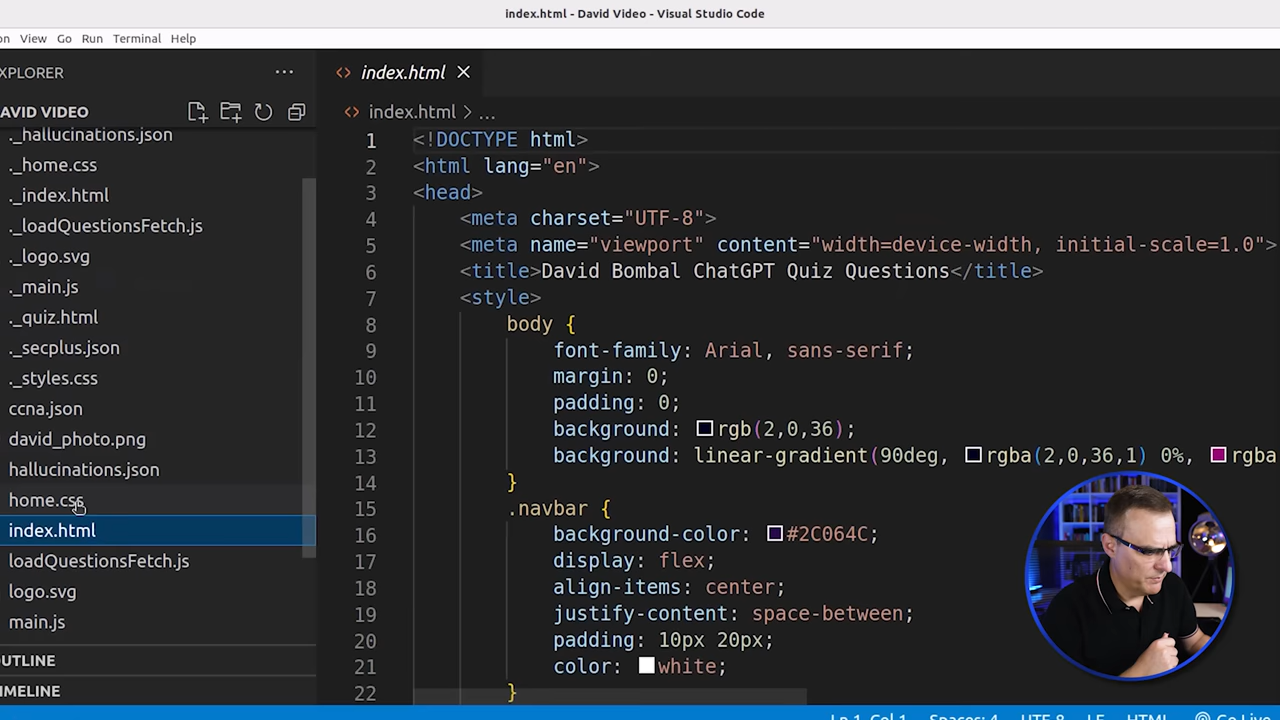 index.html - David Video - Visual Studio Code
on View Go Run Terminal Help
XPLORER ...
AVID VIDEO
._hallucinations.json
._home.css
._index.html
._loadQuestionsFetch.js
._logo.svg
._main.js
._quiz.html
._secplus.json
._styles.css
ccna.json
david_photo.png
hallucinations.json
home.css
index.html
loadQuestionsFetch.js
logo.svg
main.js
UTLINE
IMELINE
index.html
index.html > ...
1 <!DOCTYPE html>
2 <html lang="en">
3 <head>
4 <meta charset="UTF-8">
5 <meta name="viewport" content="width=device-width, initial-scale=1.0">
6 <title>David Bombal ChatGPT Quiz Questions</title>
7 <style>
8 body {
9 font-family: Arial, sans-serif;
10 margin: 0;
11 padding: 0;
12 background: rgb(2,0,36);
13 background: linear-gradient(90deg, rgba(2,0,36,1) 0%, rgba
14 }
15 .navbar {
16 background-color: #2C064C;
17 display: flex;
18 align-items: center;
19 justify-content: space-between;
20 padding: 10px 20px;
21 color: white;
22 }
Ln 1, Col 1 Spaces: 4 UTF-8 LF HTML Go Live